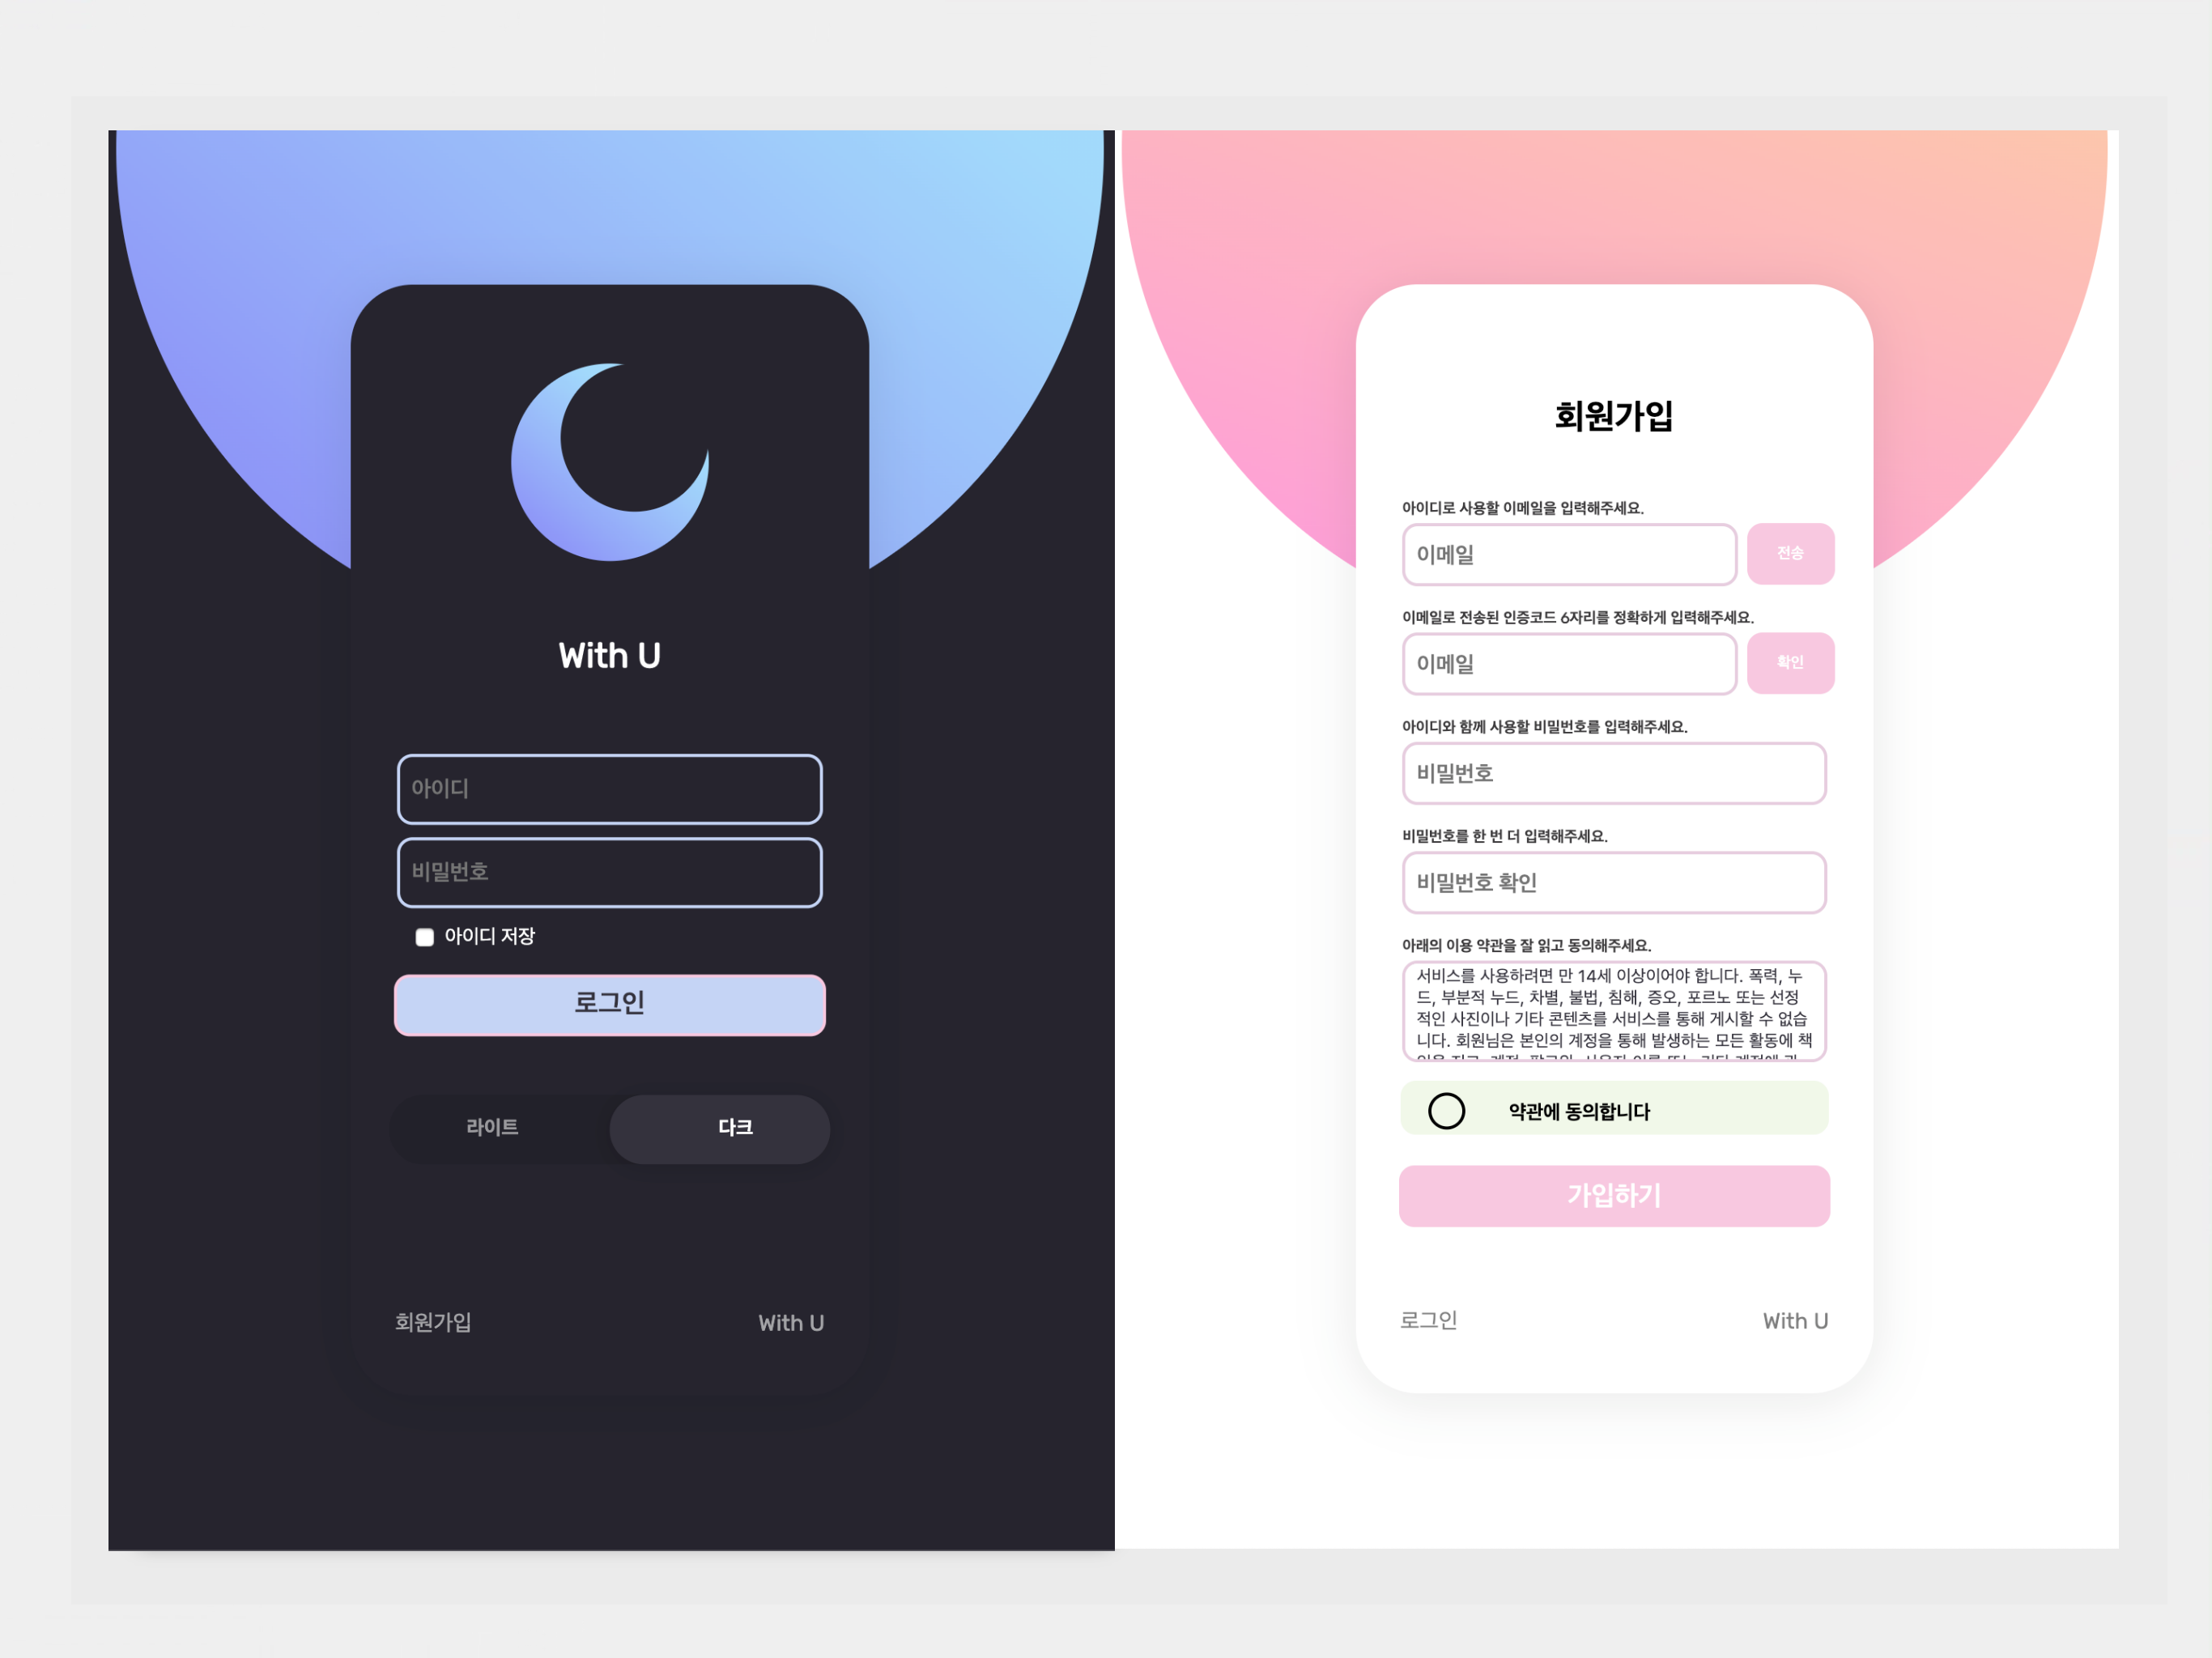 With U
아이디
비밀번호
아이디 저장
로그인
라이트
다크
회원가입
With U
회원가입
아이디로 사용할 이메일을 입력해주세요.
이메일
전송
이메일로 전송된 인증코드 6자리를 정확하게 입력해주세요.
이메일
확인
아이디와 함께 사용할 비밀번호를 입력해주세요.
비밀번호
비밀번호를 한 번 더 입력해주세요.
비밀번호 확인
아래의 이용 약관을 잘 읽고 동의해주세요.
서비스를 사용하려면 만 14세 이상이어야 합니다. 폭력, 누
드, 부분적 누드, 차별, 불법, 침해, 증오, 포르노 또는 선정
적인 사진이나 기타 콘텐츠를 서비스를 통해 게시할 수 없습
니다. 회원님은 본인의 계정을 통해 발생하는 모든 활동에 책
약관에 동의합니다
가입하기
로그인
With U